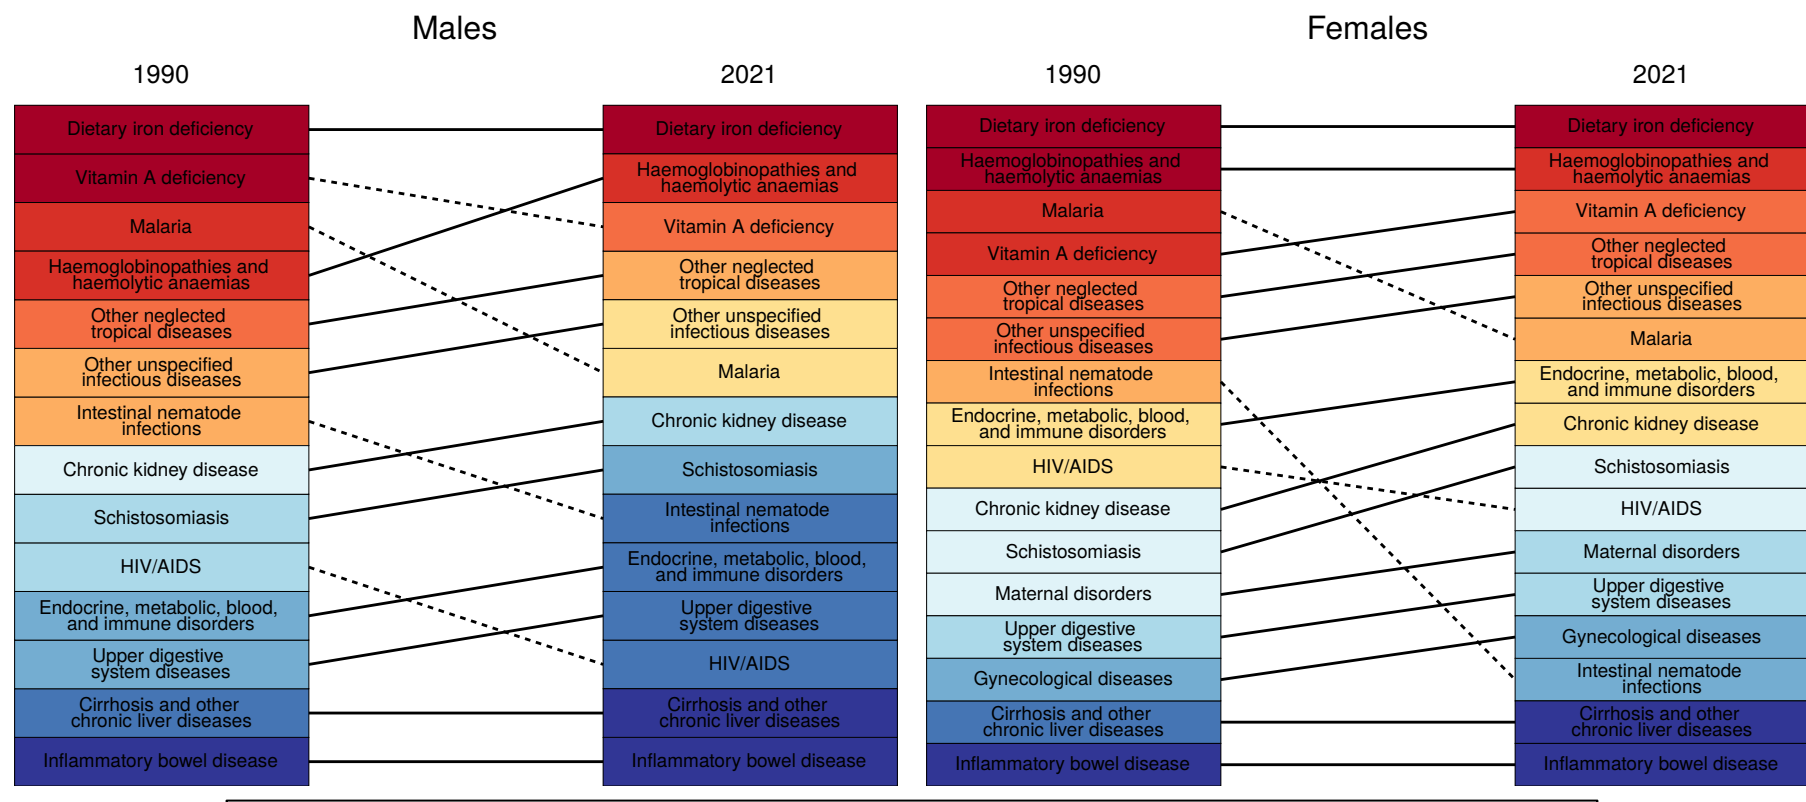 Males
1990
2021
Dietary iron deficiency
Vitamin A deficiency
Malaria
Haemoglobinopathies and
haemolytic anaemias
Other neglected
tropical diseases
Other unspecified
infectious diseases
Intestinal nematode
infections
Chronic kidney disease
Schistosomiasis
HIV/AIDS
Endocrine, metabolic, blood,
and immune disorders
Upper digestive
system diseases
Cirrhosis and other
chronic liver diseases
Inflammatory bowel disease
Dietary iron deficiency
Haemoglobinopathies and
haemolytic anaemias
Vitamin A deficiency
Other neglected
tropical diseases
Other unspecified
infectious diseases
Malaria
Chronic kidney disease
Schistosomiasis
Intestinal nematode
infections
Endocrine, metabolic, blood,
and immune disorders
Upper digestive
system diseases
HIV/AIDS
Cirrhosis and other
chronic liver diseases
Inflammatory bowel disease
Females
1990
2021
Dietary iron deficiency
Haemoglobinopathies and
haemolytic anaemias
Malaria
Vitamin A deficiency
Other neglected
tropical diseases
Other unspecified
infectious diseases
Intestinal nematode
infections
Endocrine, metabolic, blood,
and immune disorders
HIV/AIDS
Chronic kidney disease
Schistosomiasis
Maternal disorders
Upper digestive
system diseases
Gynecological diseases
Cirrhosis and other
chronic liver diseases
Inflammatory bowel disease
Dietary iron deficiency
Haemoglobinopathies and
haemolytic anaemias
Vitamin A deficiency
Other neglected
tropical diseases
Other unspecified
infectious diseases
Malaria
Endocrine, metabolic, blood,
and immune disorders
Chronic kidney disease
Schistosomiasis
HIV/AIDS
Maternal disorders
Upper digestive
system diseases
Gynecological diseases
Intestinal nematode
infections
Cirrhosis and other
chronic liver diseases
Inflammatory bowel disease